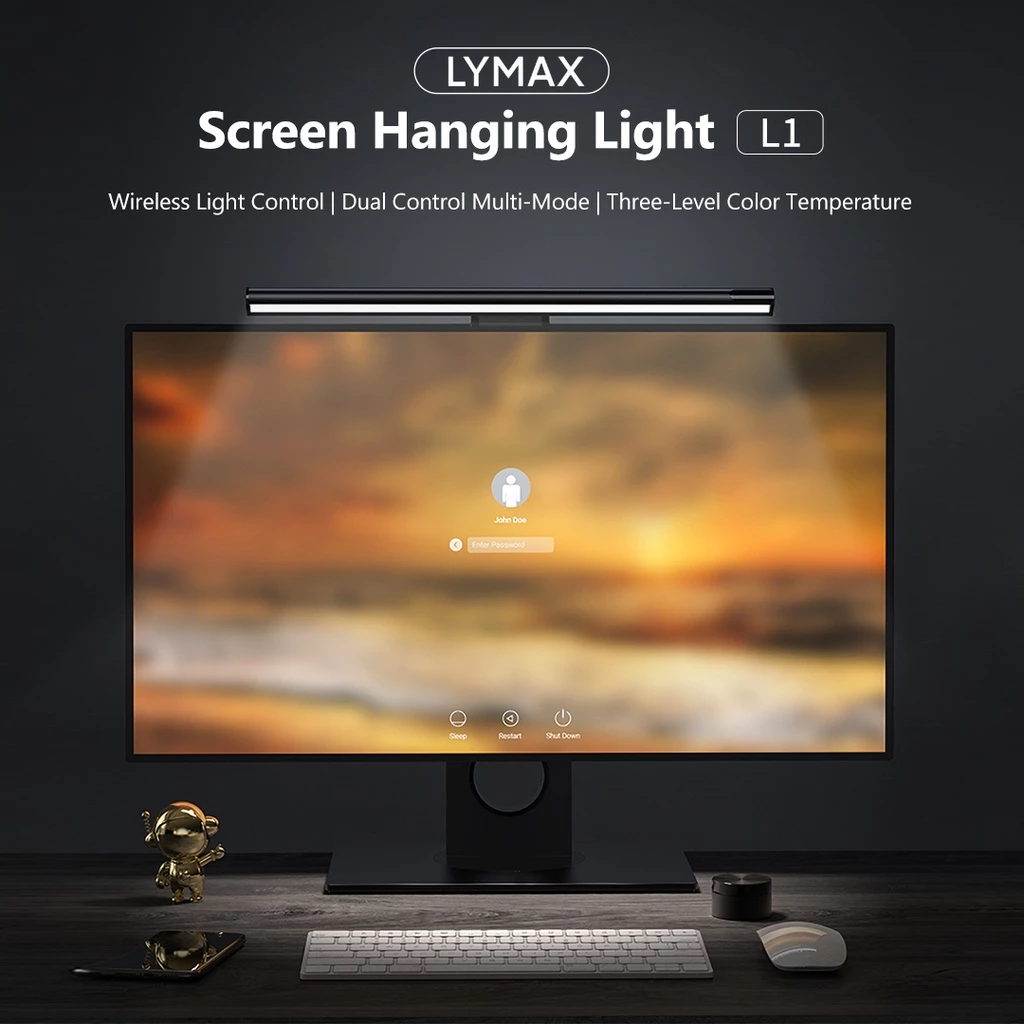 LYMAX
Screen Hanging Light L1
Wireless Light Control | Dual Control Multi-Mode | Three-Level Color Temperature
John Doe
Enter Password
Sleep Restart Shut Down